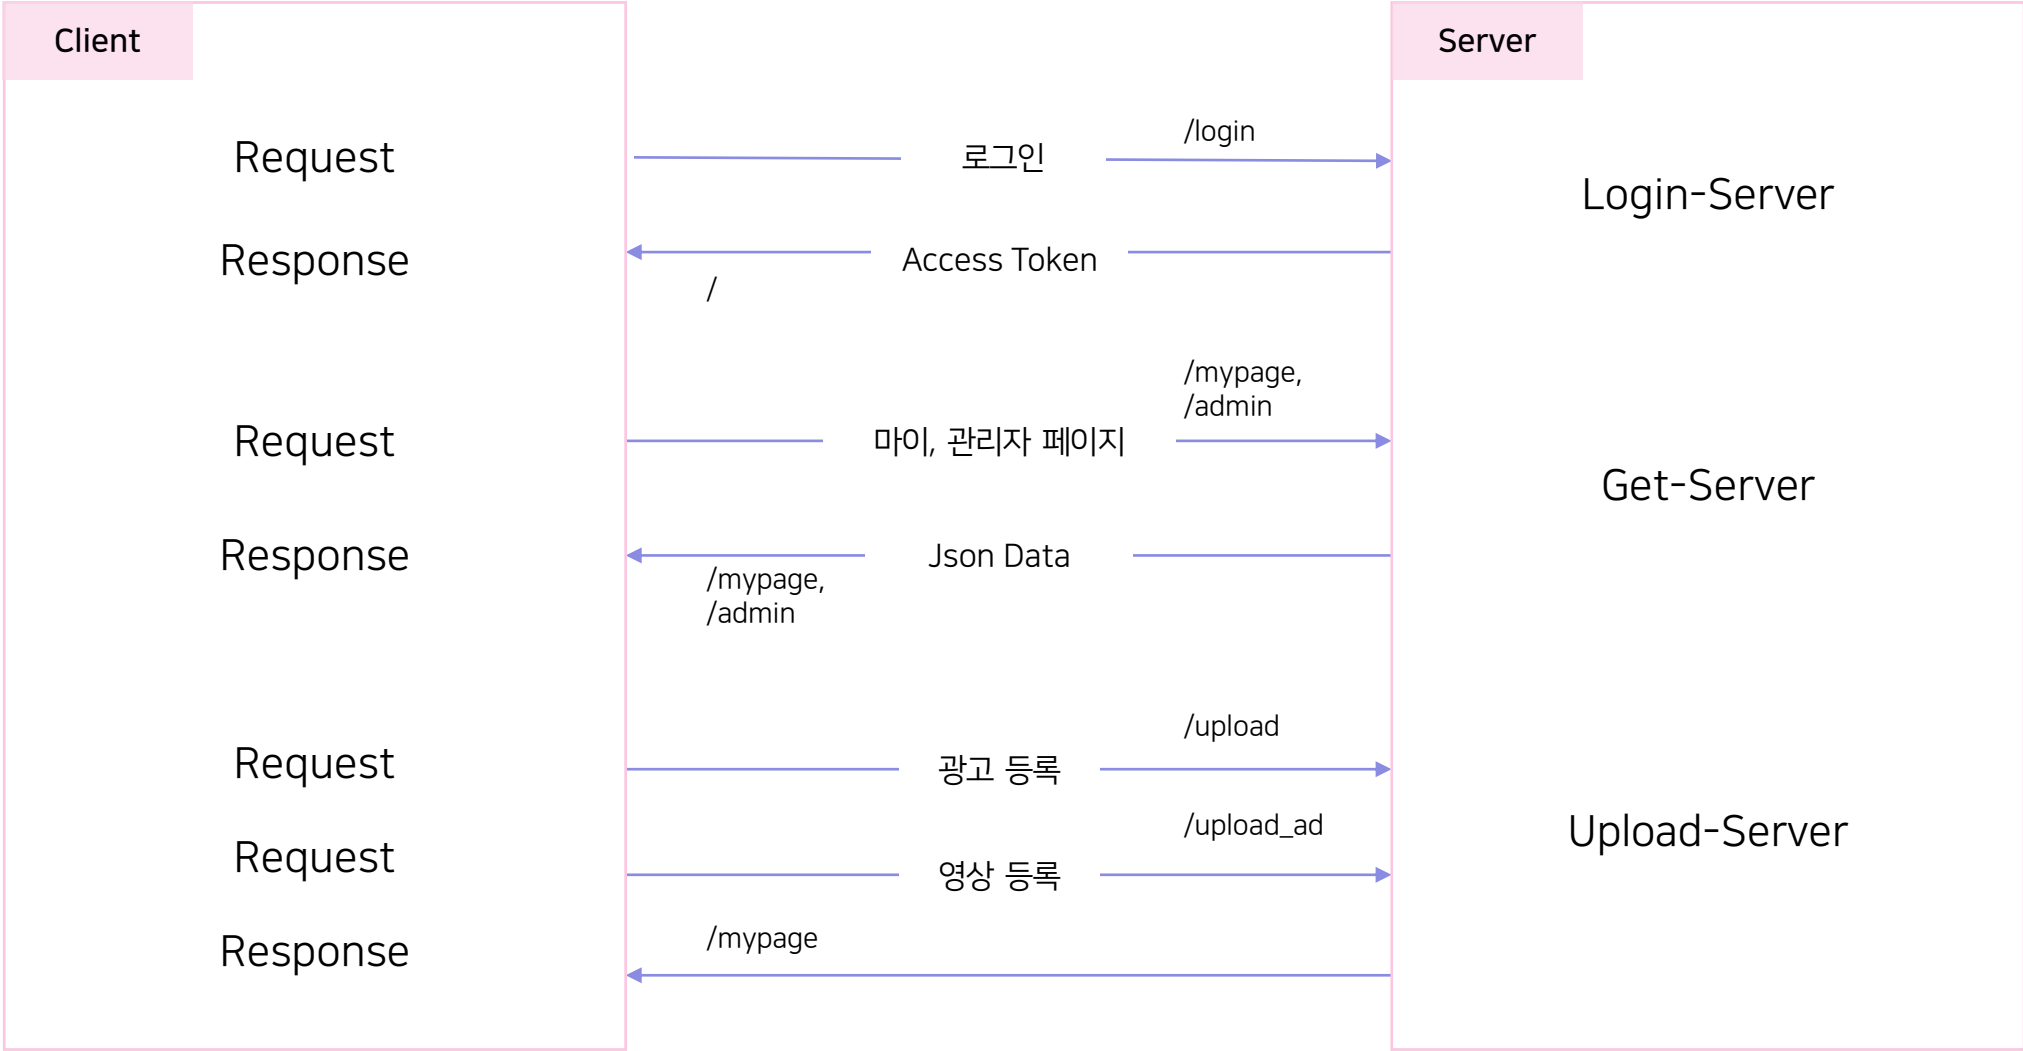 Client
Server
/login
Request
로그인
Login-Server
Response
Access Token
/
/mypage,
/admin
Request
마이, 관리자 페이지
Get-Server
Response
Json Data
/mypage,
/admin
/upload
Request
광고 등록
/upload_ad
Upload-Server
Request
영상 등록
/mypage
Response